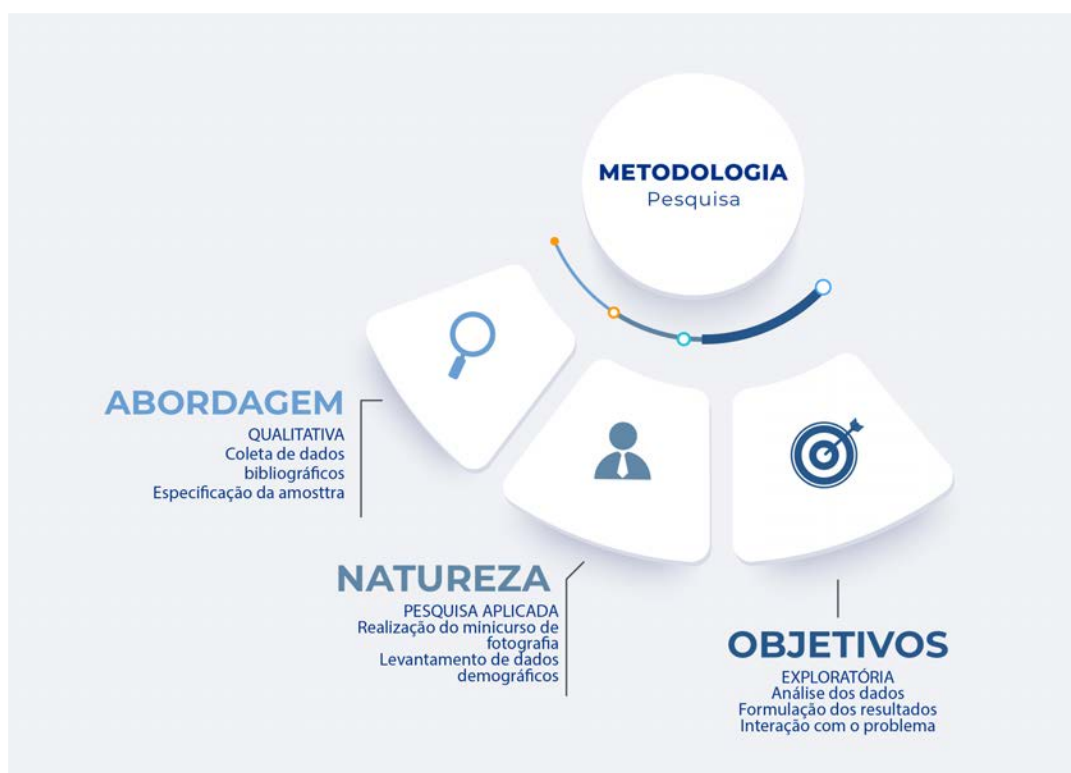 METODOLOGIA
Pesquisa
ABORDAGEM
QUALITATIVA
Coleta de dados
bibliográficos
Especificação da amosttra
NATUREZA
PESQUISA APLICADA
Realização do minicurso de
fotografia
Levantamento de dados
demográficos
OBJETIVOS
EXPLORATÓRIA
Análise dos dados
Formulação dos resultados
Interação com o problema